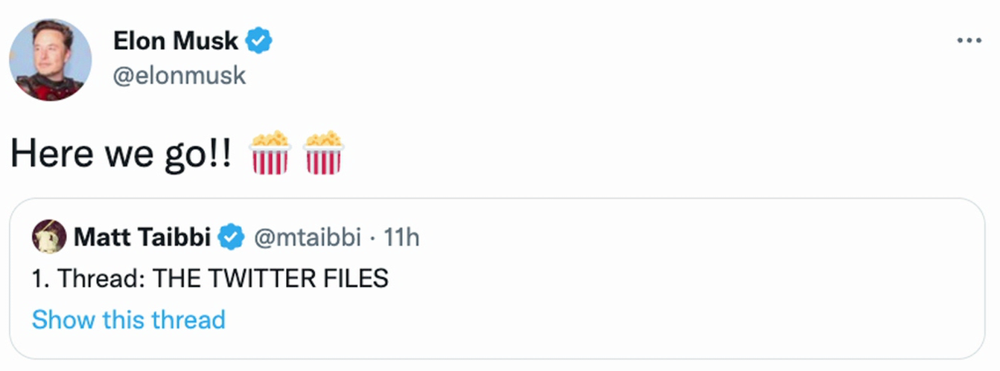 Elon Musk
@elonmusk
Here we go!! 🍿🍿
Matt Taibbi @mtaibbi · 11h
1. Thread: THE TWITTER FILES
Show this thread